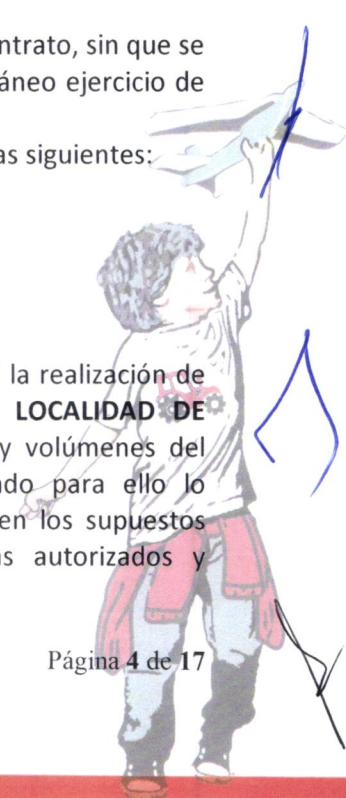 ntrato, sin que se
áneo ejercicio de
as siguientes:
la realización de
LOCALIDAD DE
y volúmenes del
do para ello lo
en los supuestos
s autorizados y
Página 4 de 17